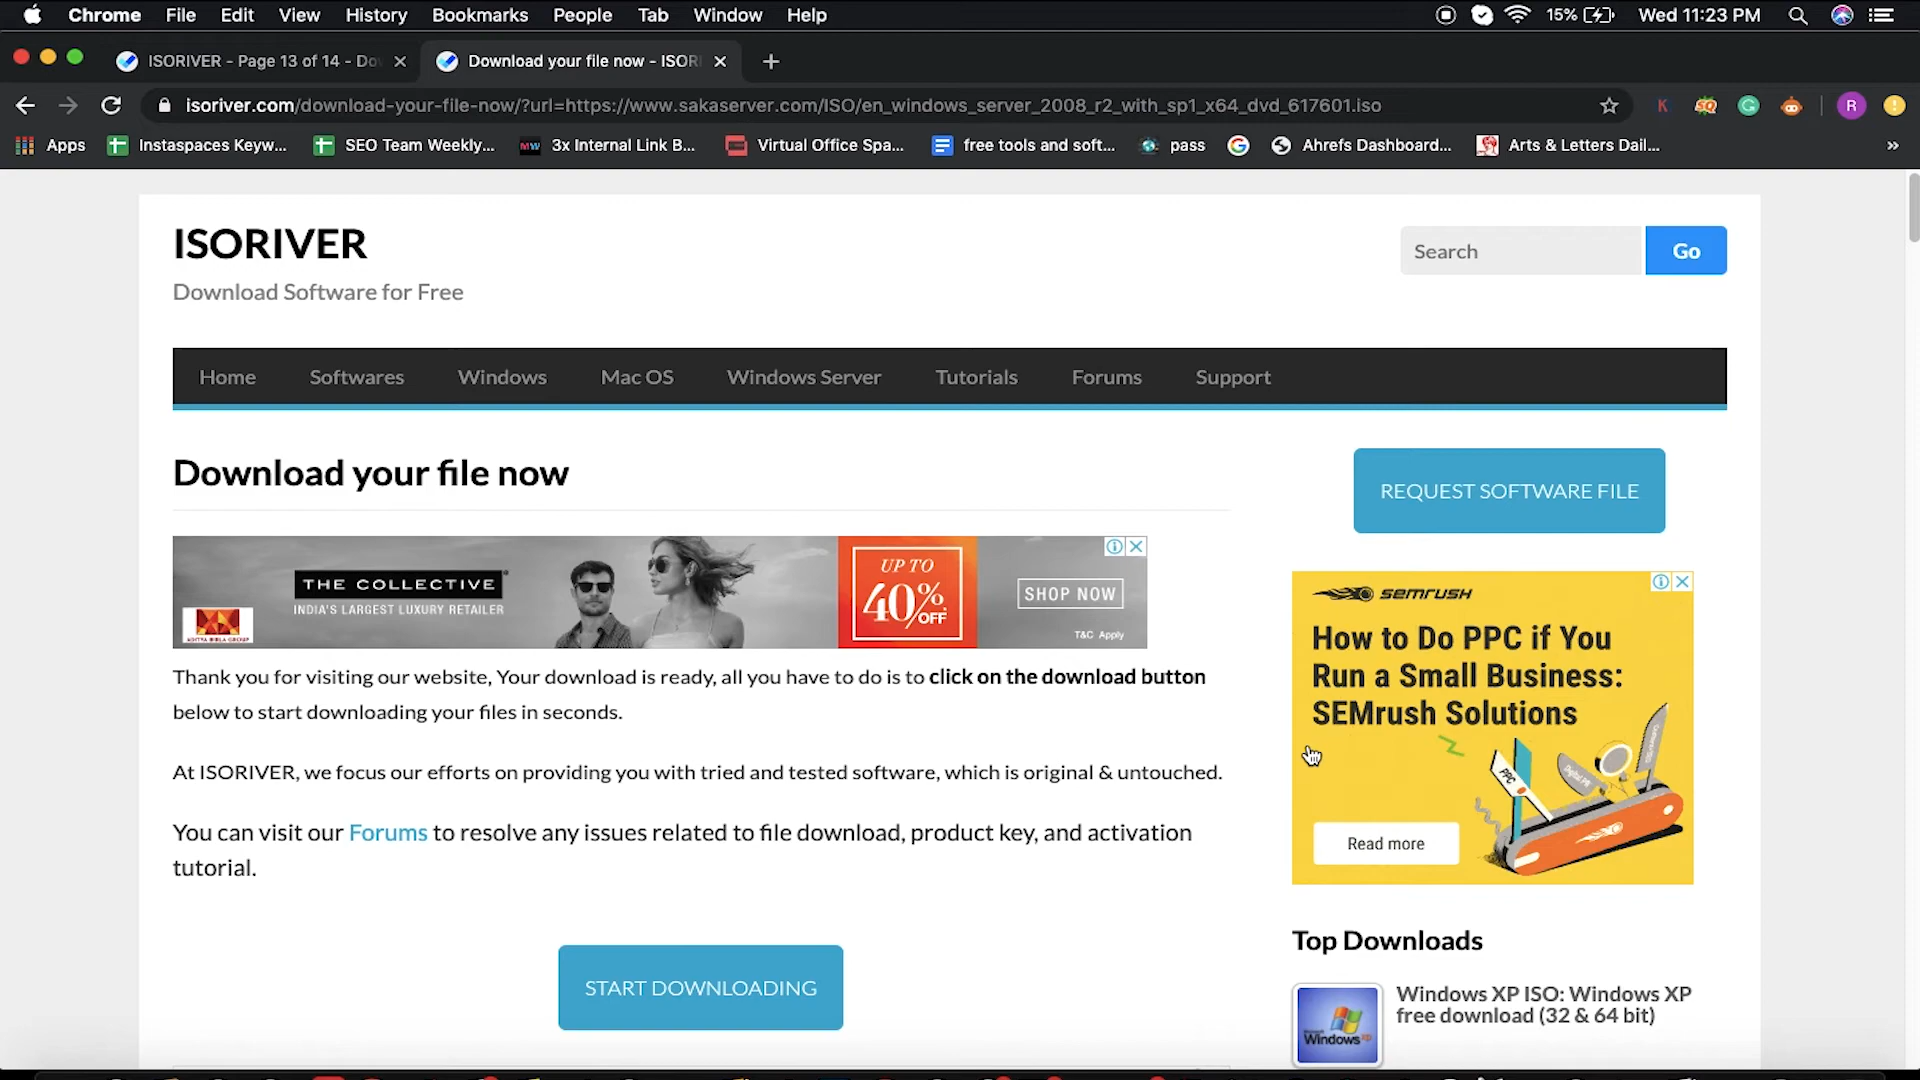 Chrome File Edit View History Bookmarks People Tab Window Help 15% Wed 11:23 PM
ISORIVER - Page 13 of 14 - Do
Download your file now - ISOR
isoriver.com/download-your-file-now/?url=https://www.sakaserver.com/ISO/en_windows_server_2008_r2_with_sp1_x64_dvd_617601.iso
K SQ G R
Apps Instaspaces Keyw... SEO Team Weekly... MW 3x Internal Link B... Virtual Office Spa... free tools and soft... pass G Ahrefs Dashboard... Arts & Letters Dail... »
ISORIVER
Download Software for Free
Search Go
Home Softwares Windows Mac OS Windows Server Tutorials Forums Support
Download your file now
REQUEST SOFTWARE FILE
THE COLLECTIVE
INDIA'S LARGEST LUXURY RETAILER
ADITYA BIRLA GROUP
UP TO
40% OFF
SHOP NOW
T&C Apply
Thank you for visiting our website, Your download is ready, all you have to do is to click on the download button
below to start downloading your files in seconds.
At ISORIVER, we focus our efforts on providing you with tried and tested software, which is original & untouched.
You can visit our Forums to resolve any issues related to file download, product key, and activation
tutorial.
START DOWNLOADING
semrush
How to Do PPC if You
Run a Small Business:
SEMrush Solutions
PPC
Digital PR
Read more
Top Downloads
Windows XP ISO: Windows XP
free download (32 & 64 bit)
Windows xp